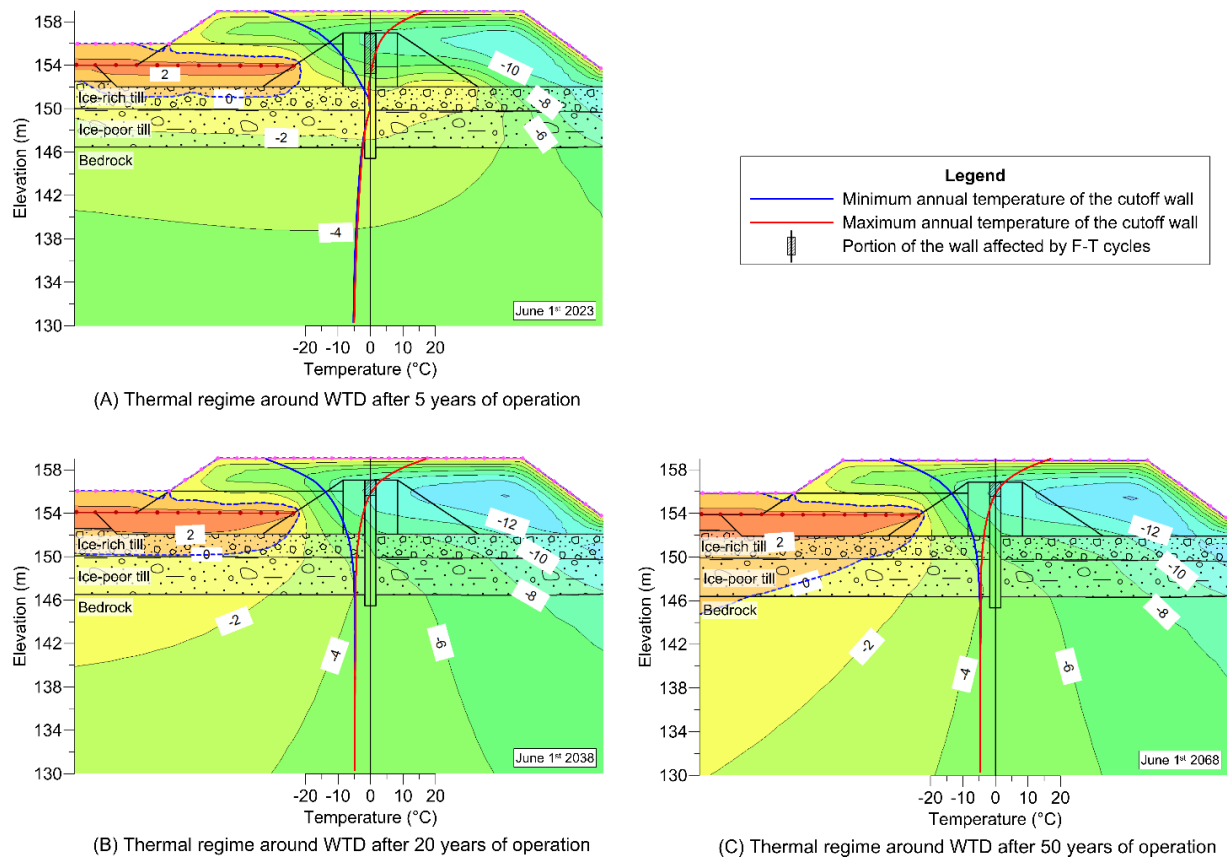 158
154
150
146
142
138
134
130
Elevation (m)
2
0
-2
-4
-10
-8
-6
Ice-rich till
Ice-poor till
Bedrock
June 1st 2023
-20 -10 0 10 20
Temperature (°C)
(A) Thermal regime around WTD after 5 years of operation
Legend
Minimum annual temperature of the cutoff wall
Maximum annual temperature of the cutoff wall
Portion of the wall affected by F-T cycles
158
154
150
146
142
138
134
130
Elevation (m)
2
0
-2
-4
-6
-12
-10
-8
Ice-rich till
Ice-poor till
Bedrock
June 1st 2038
-20 -10 0 10 20
Temperature (°C)
(B) Thermal regime around WTD after 20 years of operation
158
154
150
146
142
138
134
130
Elevation (m)
2
0
-2
-4
-6
-12
-10
-8
Ice-rich till
Ice-poor till
Bedrock
June 1st 2068
-20 -10 0 10 20
Temperature (°C)
(C) Thermal regime around WTD after 50 years of operation